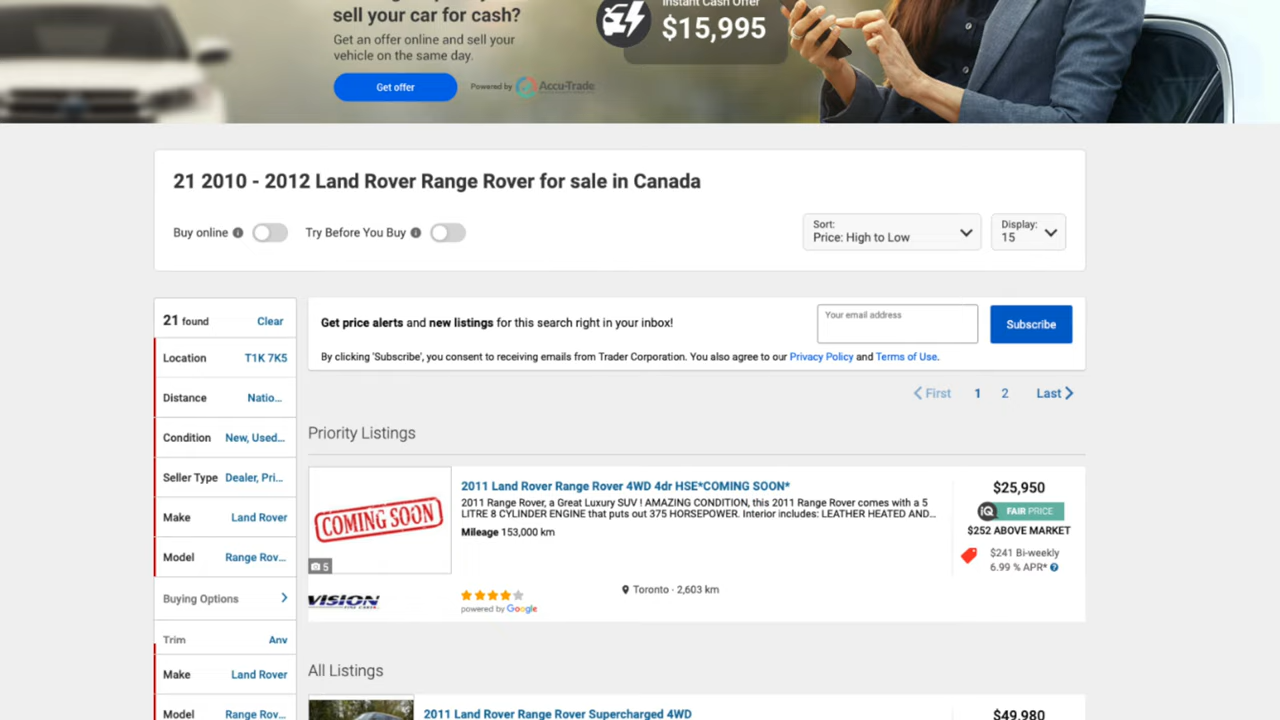 sell your car for cash?
Get an offer online and sell your
vehicle on the same day.
Get offer
Powered by Accu-Trade
Instant Cash Offer
$15,995
21 2010 - 2012 Land Rover Range Rover for sale in Canada
Buy online
Try Before You Buy
Sort:
Price: High to Low
Display:
15
21 found
Clear
Location T1K 7K5
Distance Natio...
Condition New, Used...
Seller Type Dealer, Pri...
Make Land Rover
Model Range Rov...
Buying Options
Trim Any
Make Land Rover
Model Range Rov...
Get price alerts and new listings for this search right in your inbox!
Your email address
Subscribe
By clicking 'Subscribe', you consent to receiving emails from Trader Corporation. You also agree to our Privacy Policy and Terms of Use.
First 1 2 Last
Priority Listings
COMING SOON
5
2011 Land Rover Range Rover 4WD 4dr HSE*COMING SOON*
2011 Range Rover, a Great Luxury SUV ! AMAZING CONDITION, this 2011 Range Rover comes with a 5
LITRE 8 CYLINDER ENGINE that puts out 375 HORSEPOWER. Interior includes: LEATHER HEATED AND...
Mileage 153,000 km
$25,950
iQ FAIR PRICE
$252 ABOVE MARKET
$241 Bi-weekly
6.99 % APR*
VISION
powered by Google
Toronto · 2,603 km
All Listings
2011 Land Rover Range Rover Supercharged 4WD
$49,980